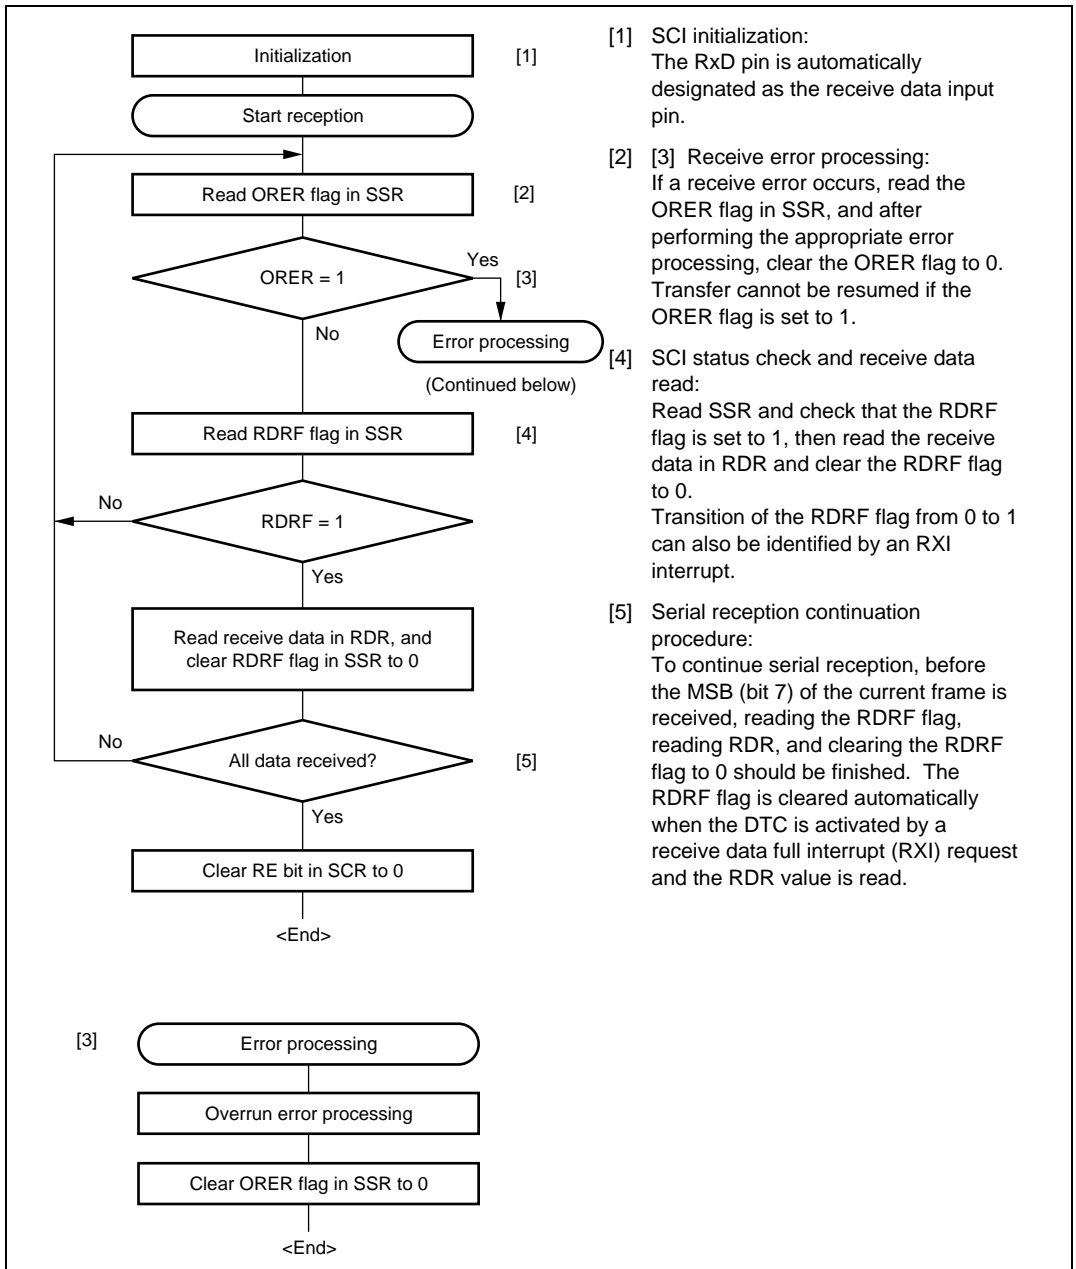 Initialization
[1]
Start reception
Read ORER flag in SSR
[2]
ORER = 1
Yes
[3]
No
Error processing
(Continued below)
Read RDRF flag in SSR
[4]
No
RDRF = 1
Yes
Read receive data in RDR, and
clear RDRF flag in SSR to 0
No
All data received?
[5]
Yes
Clear RE bit in SCR to 0
<End>
[3]
Error processing
Overrun error processing
Clear ORER flag in SSR to 0
<End>
[1] SCI initialization:
The RxD pin is automatically
designated as the receive data input
pin.
[2] [3] Receive error processing:
If a receive error occurs, read the
ORER flag in SSR, and after
performing the appropriate error
processing, clear the ORER flag to 0.
Transfer cannot be resumed if the
ORER flag is set to 1.
[4] SCI status check and receive data
read:
Read SSR and check that the RDRF
flag is set to 1, then read the receive
data in RDR and clear the RDRF flag
to 0.
Transition of the RDRF flag from 0 to 1
can also be identified by an RXI
interrupt.
[5] Serial reception continuation
procedure:
To continue serial reception, before
the MSB (bit 7) of the current frame is
received, reading the RDRF flag,
reading RDR, and clearing the RDRF
flag to 0 should be finished. The
RDRF flag is cleared automatically
when the DTC is activated by a
receive data full interrupt (RXI) request
and the RDR value is read.